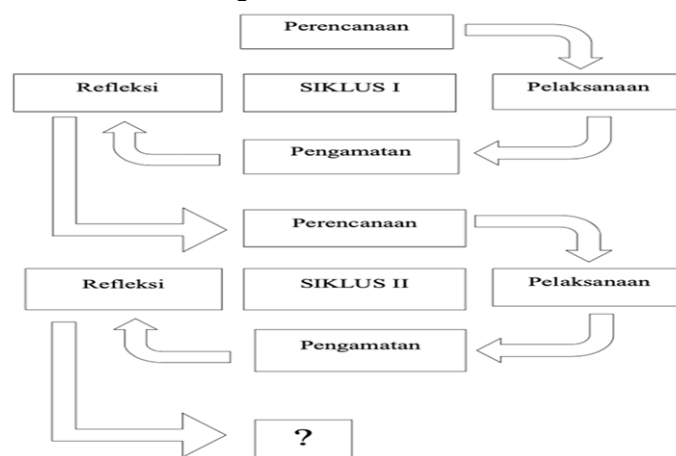 Perencanaan
Refleksi
SIKLUS I
Pelaksanaan
Pengamatan
Perencanaan
Refleksi
SIKLUS II
Pelaksanaan
Pengamatan
?